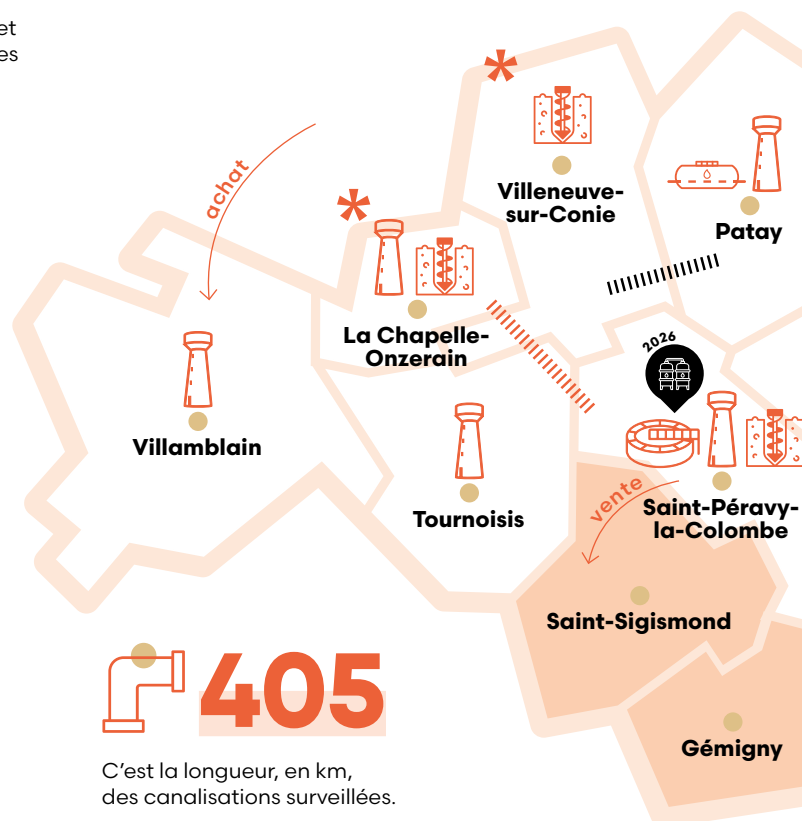 et
es
achat
*
*
Villeneuve-
sur-Conie
Patay
La Chapelle-
Onzerain
2026
Villamblain
Tournoisis
vente
Saint-Péravy-
la-Colombe
Saint-Sigismond
Gémigny
405
C'est la longueur, en km,
des canalisations surveillées.